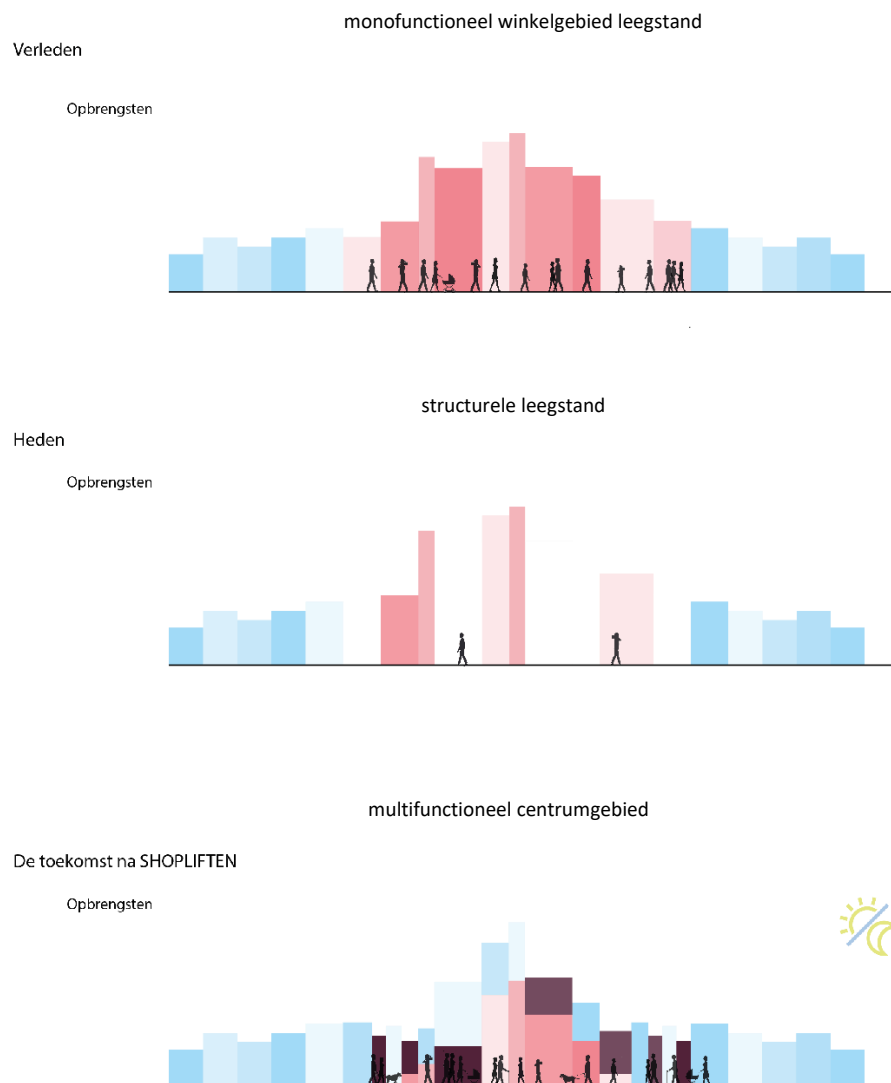 monofunctioneel winkelgebied leegstand
Verleden
Opbrengsten
structurele leegstand
Heden
Opbrengsten
multifunctioneel centrumgebied
De toekomst na SHOPLIFTEN
Opbrengsten